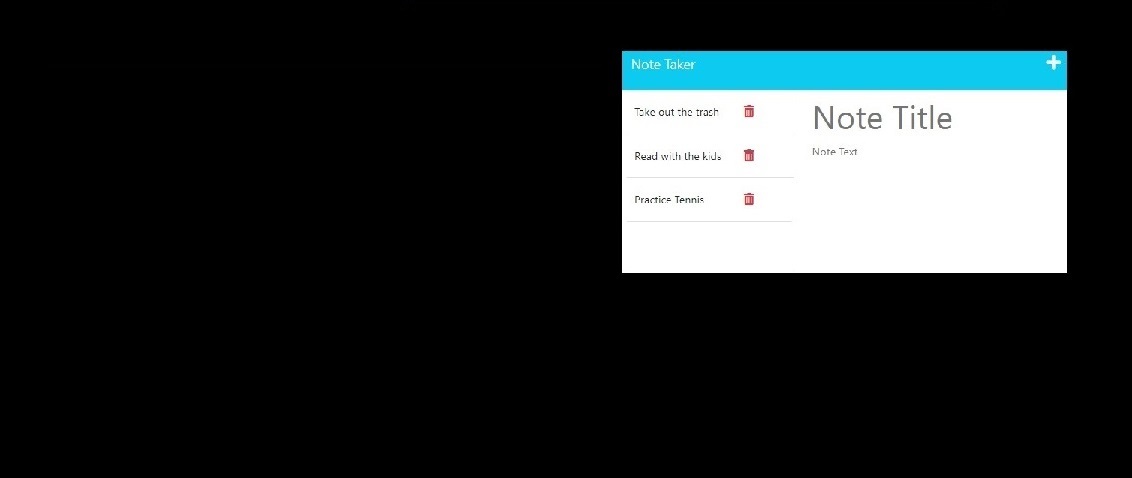 Note Taker
Take out the trash
Read with the kids
Practice Tennis
Note Title
Note Text